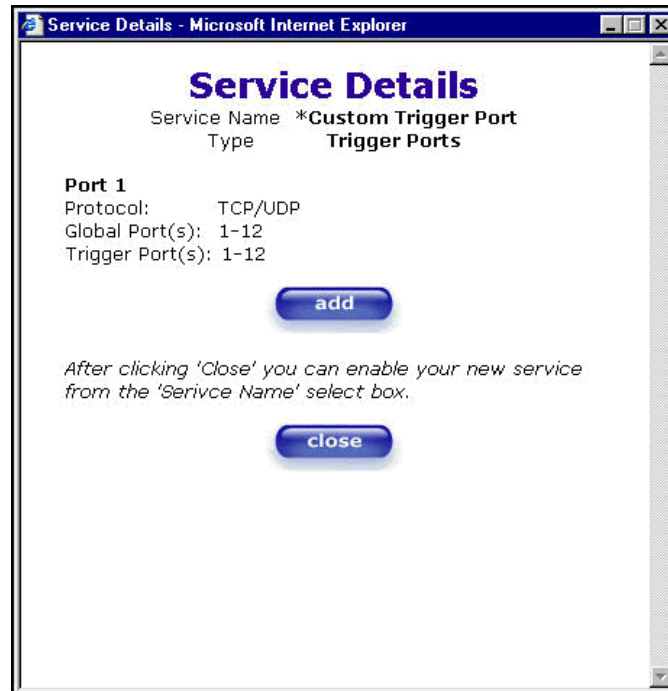 Service Details - Microsoft Internet Explorer
Service Details
Service Name *Custom Trigger Port
Type Trigger Ports
Port 1
Protocol: TCP/UDP
Global Port(s): 1-12
Trigger Port(s): 1-12
add
After clicking 'Close' you can enable your new service
from the 'Serivce Name' select box.
close